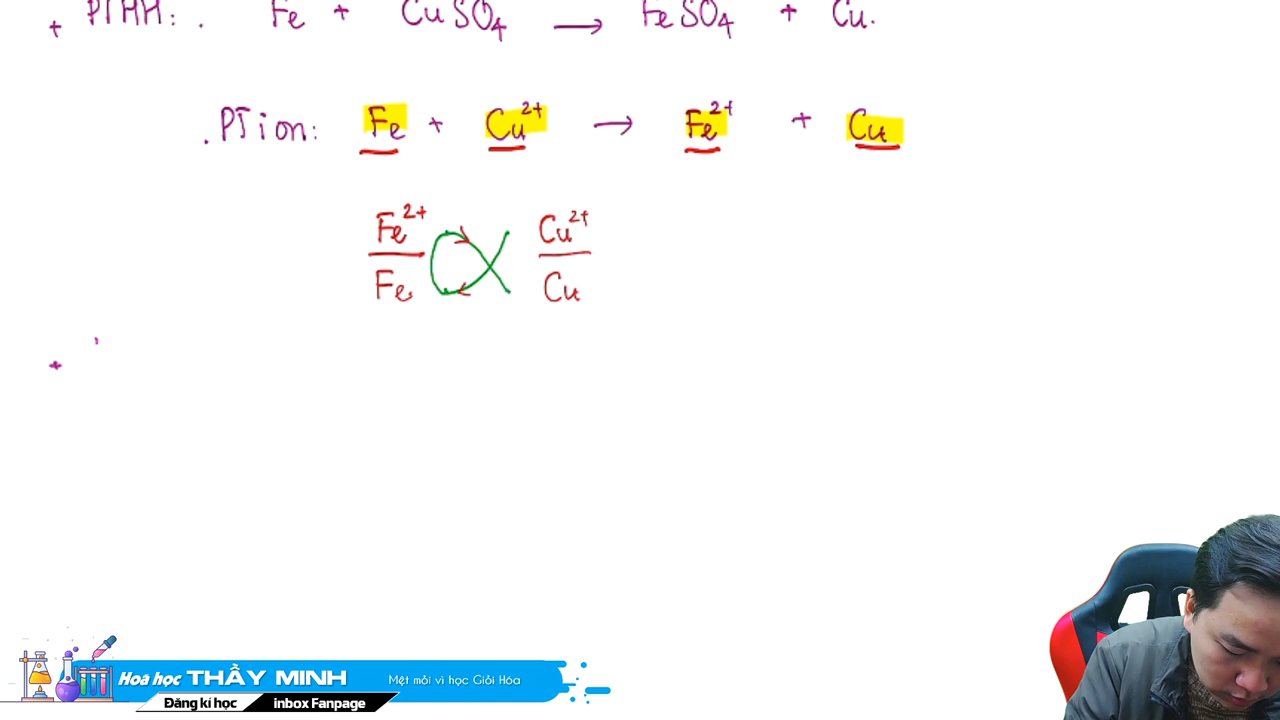 + PTHH: . Fe + CuSO4 → FeSO4 + Cu.
. PT ion: Fe + Cu²⁺ → Fe²⁺ + Cu
Fe²⁺ Cu²⁺
Fe Cu
+
Hoá học THẦY MINH
Mệt mỏi vì học Giỏi Hóa
Đăng kí học inbox Fanpage